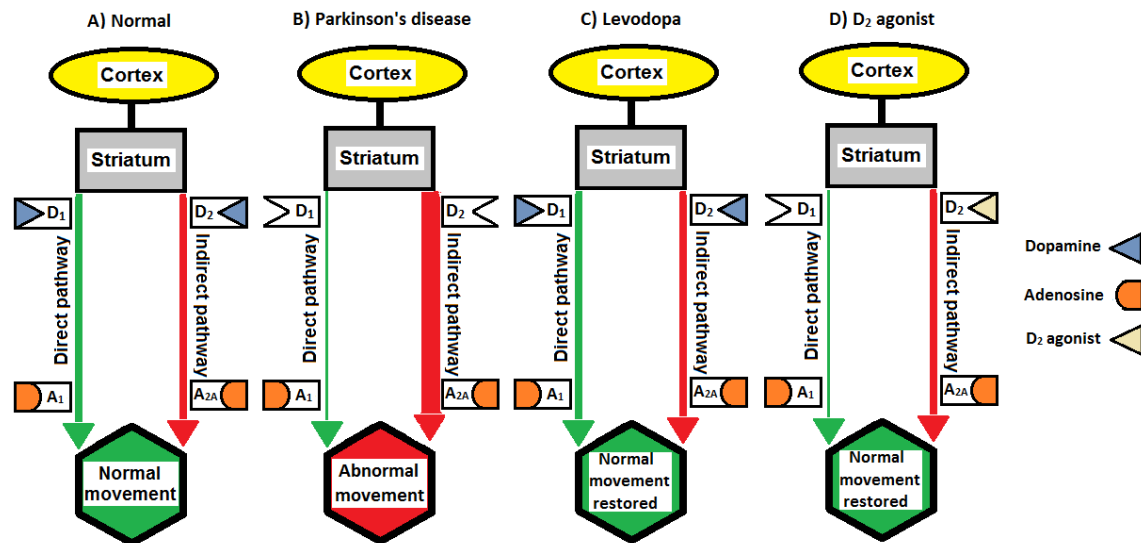 A) Normal
Cortex
Striatum
D1
D2
Direct pathway
Indirect pathway
A1
A2A
Normal
movement
B) Parkinson's disease
Cortex
Striatum
D1
D2
Direct pathway
Indirect pathway
A1
A2A
Abnormal
movement
C) Levodopa
Cortex
Striatum
D1
D2
Direct pathway
Indirect pathway
A1
A2A
Normal
movement
restored
D) D2 agonist
Cortex
Striatum
D1
D2
Direct pathway
Indirect pathway
A1
A2A
Normal
movement
restored
Dopamine
Adenosine
D2 agonist